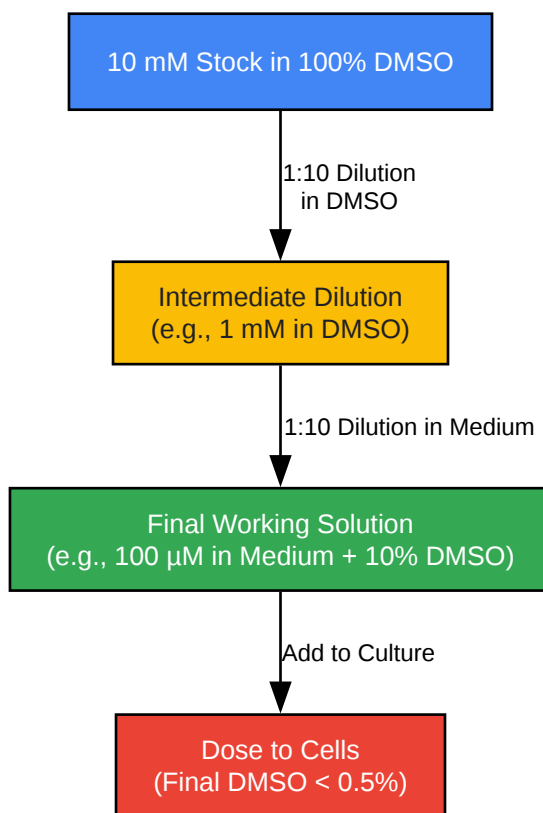 10 mM Stock in 100% DMSO
1:10 Dilution
in DMSO
Intermediate Dilution
(e.g., 1 mM in DMSO)
1:10 Dilution in Medium
Final Working Solution
(e.g., 100 µM in Medium + 10% DMSO)
Add to Culture
Dose to Cells
(Final DMSO < 0.5%)